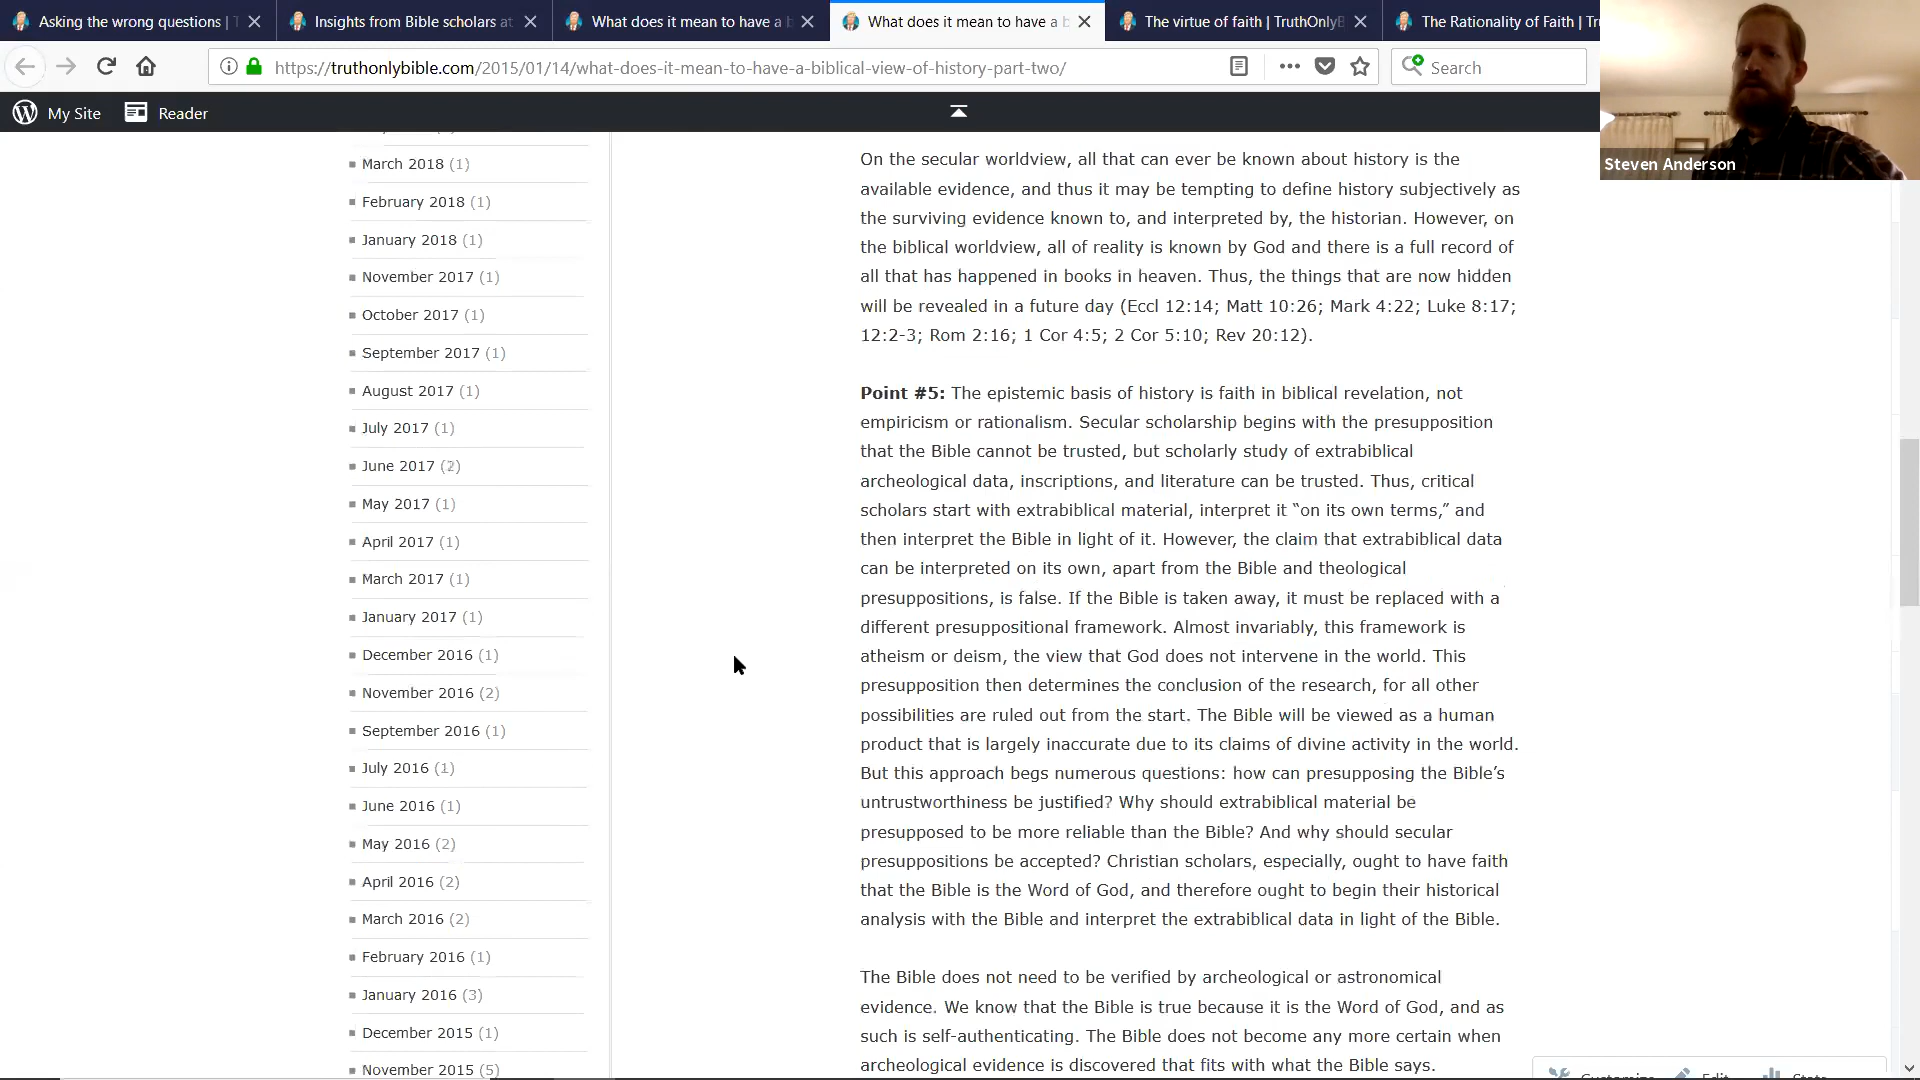 Asking the wrong questions | T
Insights from Bible scholars at
What does it mean to have a b
What does it mean to have a b
The virtue of faith | TruthOnlyB
The Rationality of Faith | Tru
https://truthonlybible.com/2015/01/14/what-does-it-mean-to-have-a-biblical-view-of-history-part-two/
Search
My Site
Reader
Steven Anderson
March 2018 (1)
February 2018 (1)
January 2018 (1)
November 2017 (1)
October 2017 (1)
September 2017 (1)
August 2017 (1)
July 2017 (1)
June 2017 (2)
May 2017 (1)
April 2017 (1)
March 2017 (1)
January 2017 (1)
December 2016 (1)
November 2016 (2)
September 2016 (1)
July 2016 (1)
June 2016 (1)
May 2016 (2)
April 2016 (2)
March 2016 (2)
February 2016 (1)
January 2016 (3)
December 2015 (1)
November 2015 (5)
On the secular worldview, all that can ever be known about history is the
available evidence, and thus it may be tempting to define history subjectively as
the surviving evidence known to, and interpreted by, the historian. However, on
the biblical worldview, all of reality is known by God and there is a full record of
all that has happened in books in heaven. Thus, the things that are now hidden
will be revealed in a future day (Eccl 12:14; Matt 10:26; Mark 4:22; Luke 8:17;
12:2-3; Rom 2:16; 1 Cor 4:5; 2 Cor 5:10; Rev 20:12).
Point #5: The epistemic basis of history is faith in biblical revelation, not
empiricism or rationalism. Secular scholarship begins with the presupposition
that the Bible cannot be trusted, but scholarly study of extrabiblical
archeological data, inscriptions, and literature can be trusted. Thus, critical
scholars start with extrabiblical material, interpret it “on its own terms,” and
then interpret the Bible in light of it. However, the claim that extrabiblical data
can be interpreted on its own, apart from the Bible and theological
presuppositions, is false. If the Bible is taken away, it must be replaced with a
different presuppositional framework. Almost invariably, this framework is
atheism or deism, the view that God does not intervene in the world. This
presupposition then determines the conclusion of the research, for all other
possibilities are ruled out from the start. The Bible will be viewed as a human
product that is largely inaccurate due to its claims of divine activity in the world.
But this approach begs numerous questions: how can presupposing the Bible’s
untrustworthiness be justified? Why should extrabiblical material be
presupposed to be more reliable than the Bible? And why should secular
presuppositions be accepted? Christian scholars, especially, ought to have faith
that the Bible is the Word of God, and therefore ought to begin their historical
analysis with the Bible and interpret the extrabiblical data in light of the Bible.
The Bible does not need to be verified by archeological or astronomical
evidence. We know that the Bible is true because it is the Word of God, and as
such is self-authenticating. The Bible does not become any more certain when
archeological evidence is discovered that fits with what the Bible says.
Customize
Edit
Stats